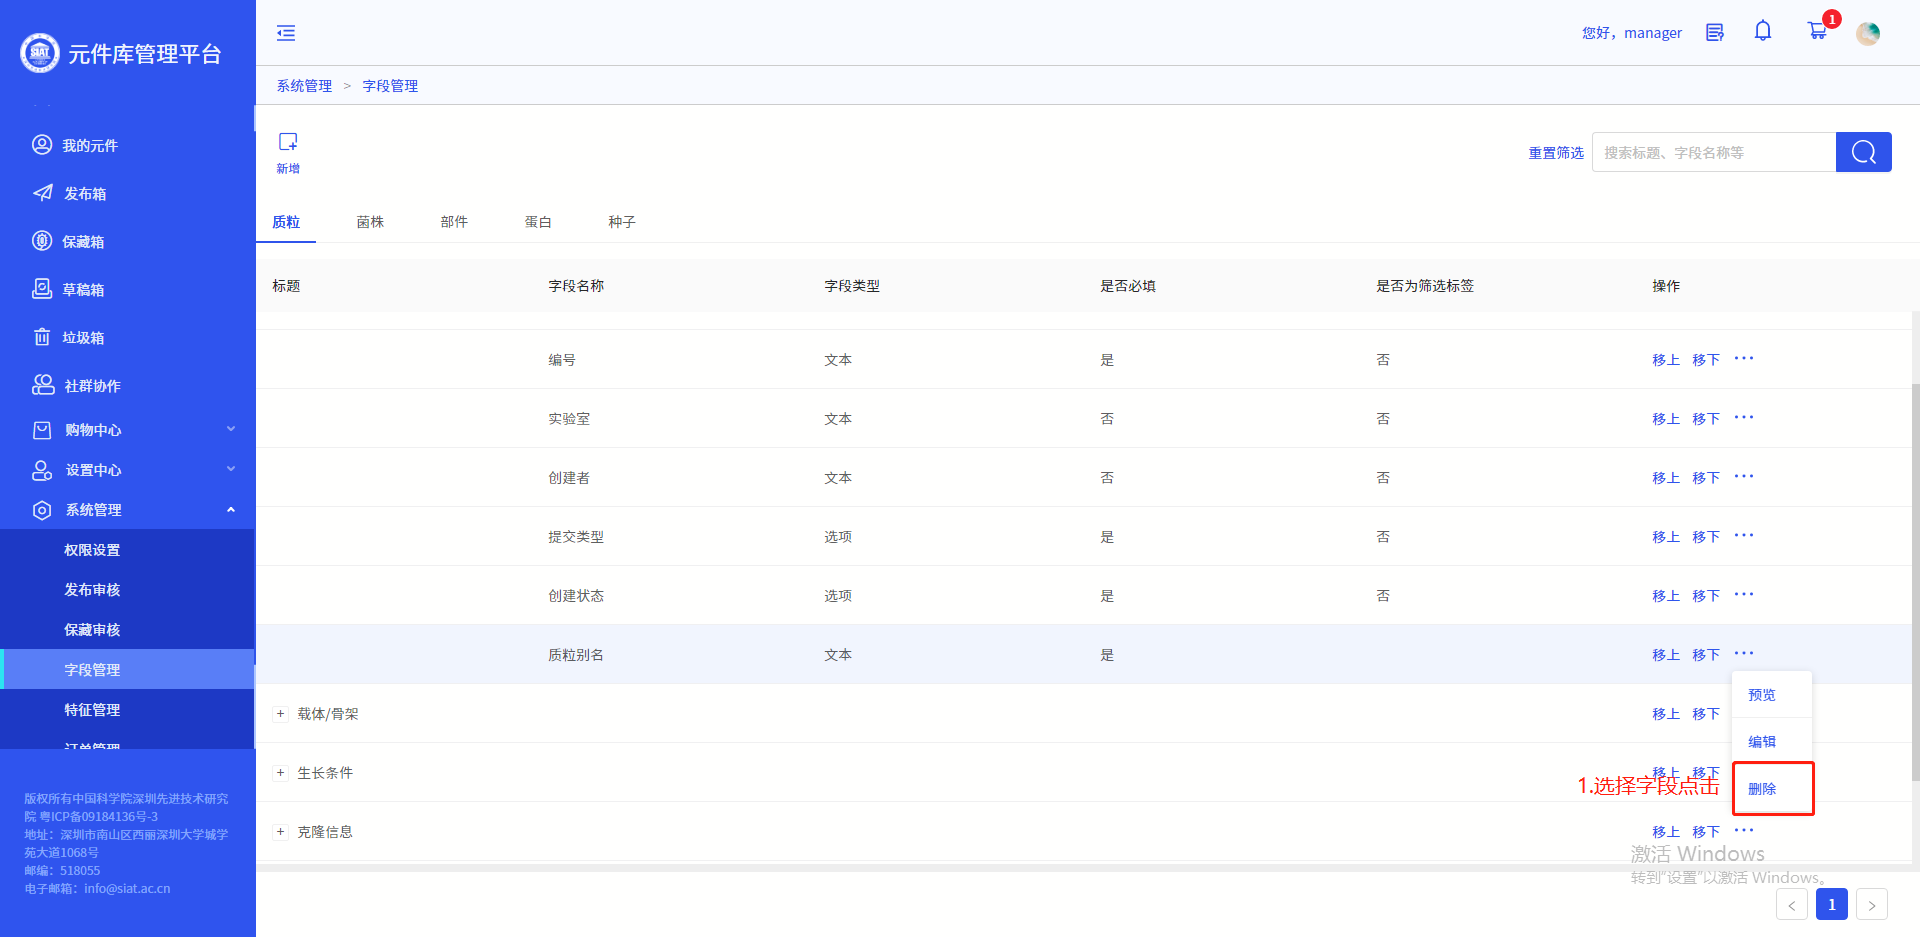 SIAT
元件库管理平台
我的元件
发布箱
保藏箱
草稿箱
垃圾箱
社群协作
购物中心
设置中心
系统管理
权限设置
发布审核
保藏审核
字段管理
特征管理
订单管理
版权所有中国科学院深圳先进技术研究
院 粤ICP备09184136号-3
地址：深圳市南山区西丽深圳大学城学
苑大道1068号
邮编：518055
电子邮箱：info@siat.ac.cn
您好，manager
1
系统管理 > 字段管理
新增
重置筛选 搜索标题、字段名称等
质粒 菌株 部件 蛋白 种子
标题 字段名称 字段类型 是否必填 是否为筛选标签 操作
编号 文本 是 否 移上 移下 ···
实验室 文本 否 否 移上 移下 ···
创建者 文本 否 否 移上 移下 ···
提交类型 选项 是 否 移上 移下 ···
创建状态 选项 是 否 移上 移下 ···
质粒别名 文本 是 移上 移下 ···
预览
+ 载体/骨架 移上 移下
编辑
+ 生长条件 移上 移下
1.选择字段点击 删除
+ 克隆信息 移上 移下 ···
激活 Windows
转到"设置"以激活 Windows。
< 1 >